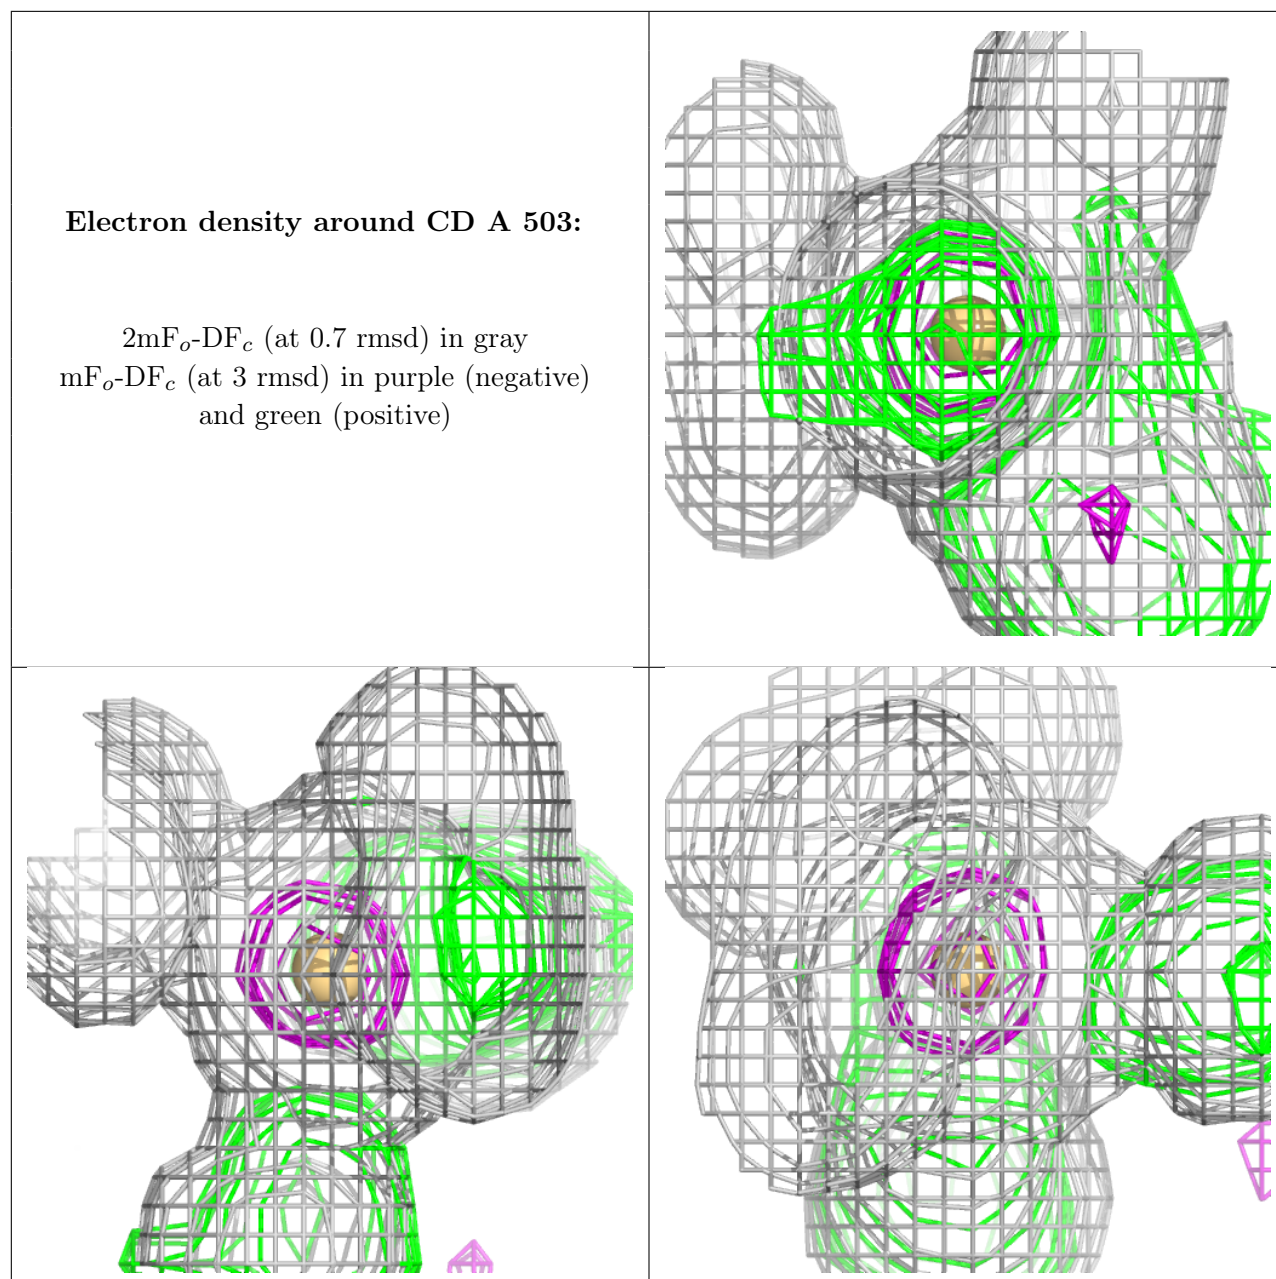 Electron density around CD A 503:
2mFo-DFc (at 0.7 rmsd) in gray
mFo-DFc (at 3 rmsd) in purple (negative)
and green (positive)